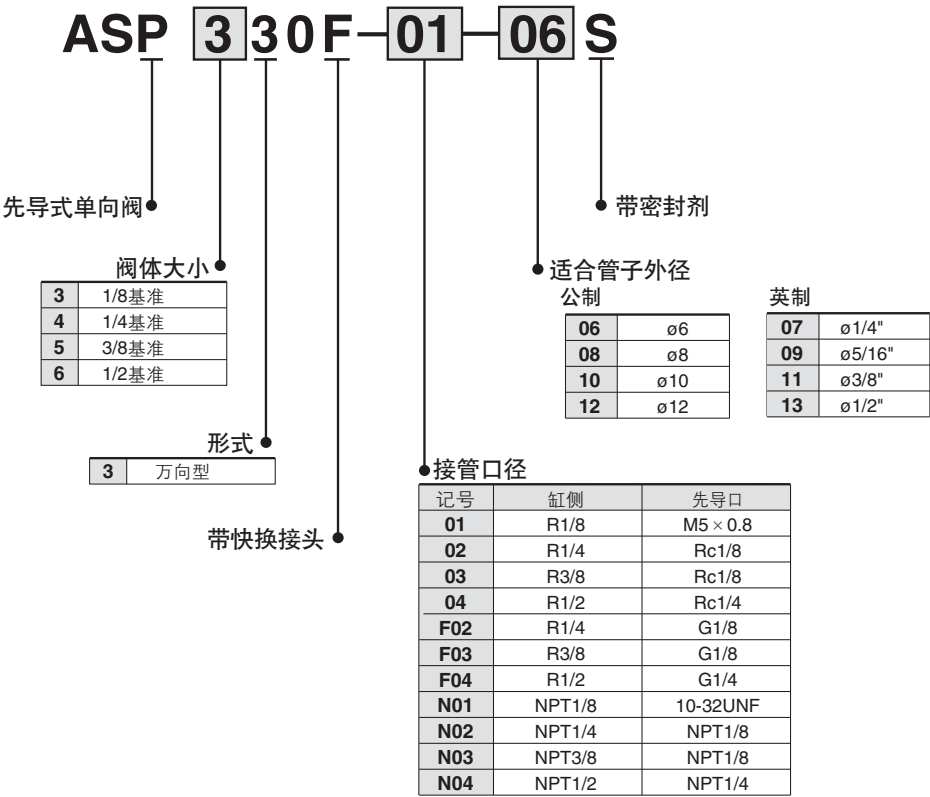 ASP 3 3 0 F — 01 — 06 S
先导式单向阀
带密封剂
阀体大小
3 1/8基准
4 1/4基准
5 3/8基准
6 1/2基准
适合管子外径
公制
06 ø6
08 ø8
10 ø10
12 ø12
英制
07 ø1/4"
09 ø5/16"
11 ø3/8"
13 ø1/2"
形式
3 万向型
带快换接头
接管口径
记号 缸侧 先导口
01 R1/8 M5×0.8
02 R1/4 Rc1/8
03 R3/8 Rc1/8
04 R1/2 Rc1/4
F02 R1/4 G1/8
F03 R3/8 G1/8
F04 R1/2 G1/4
N01 NPT1/8 10-32UNF
N02 NPT1/4 NPT1/8
N03 NPT3/8 NPT1/8
N04 NPT1/2 NPT1/4